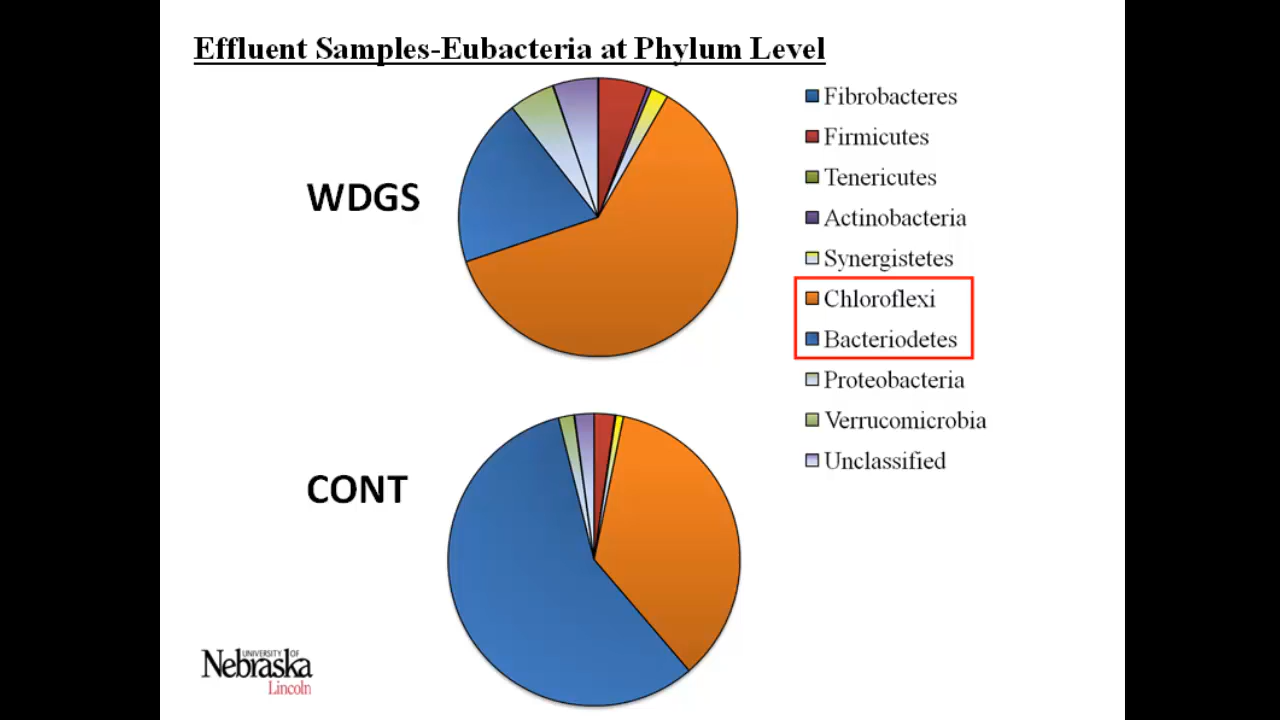 Effluent Samples-Eubacteria at Phylum Level
WDGS
Fibrobacteres
Firmicutes
Tenericutes
Actinobacteria
Synergistetes
Chloroflexi
Bacteriodetes
Proteobacteria
Verrucomicrobia
Unclassified
CONT
UNIVERSITY OF
Nebraska
Lincoln